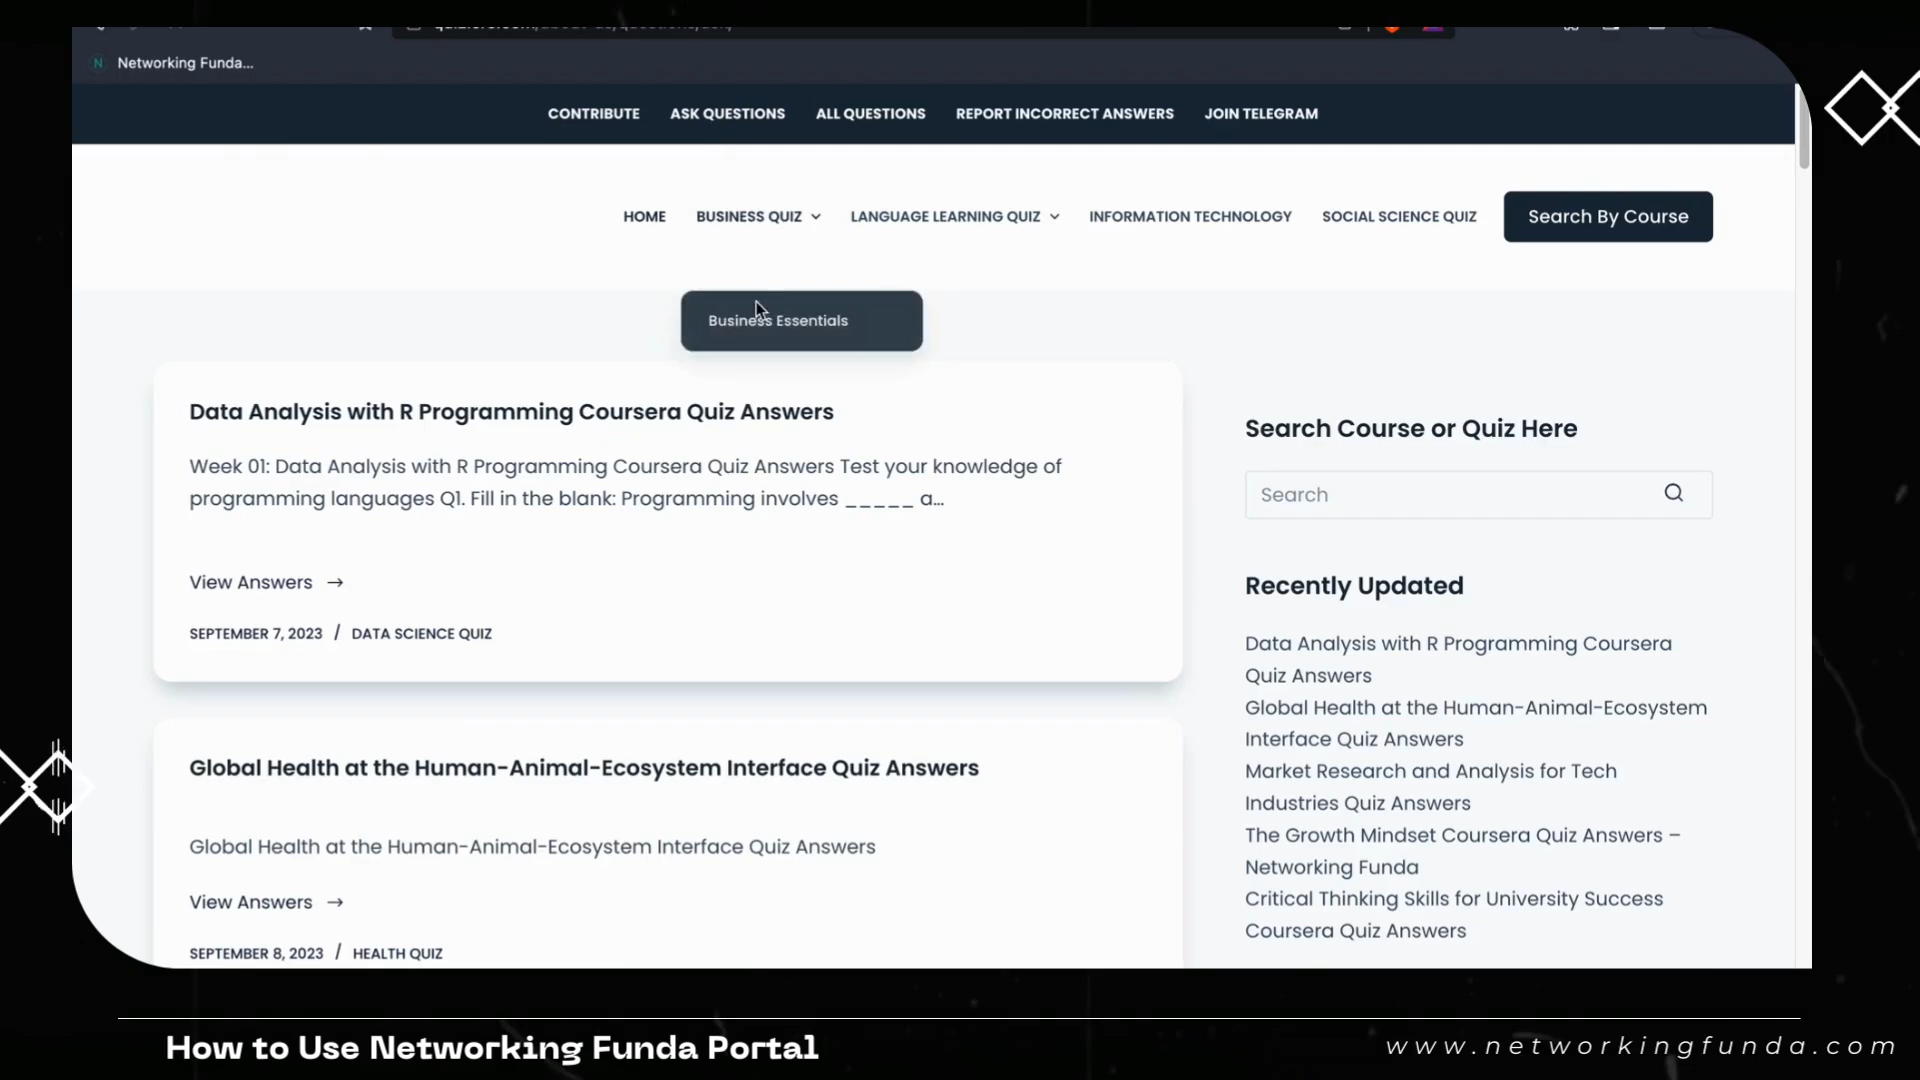 Networking Funda...
CONTRIBUTE ASK QUESTIONS ALL QUESTIONS REPORT INCORRECT ANSWERS JOIN TELEGRAM
HOME BUSINESS QUIZ LANGUAGE LEARNING QUIZ INFORMATION TECHNOLOGY SOCIAL SCIENCE QUIZ Search By Course
Business Essentials
Data Analysis with R Programming Coursera Quiz Answers
Week 01: Data Analysis with R Programming Coursera Quiz Answers Test your knowledge of
programming languages Q1. Fill in the blank: Programming involves _____ a...
View Answers →
SEPTEMBER 7, 2023 / DATA SCIENCE QUIZ
Global Health at the Human-Animal-Ecosystem Interface Quiz Answers
Global Health at the Human-Animal-Ecosystem Interface Quiz Answers
View Answers →
SEPTEMBER 8, 2023 / HEALTH QUIZ
Search Course or Quiz Here
Search
Recently Updated
Data Analysis with R Programming Coursera
Quiz Answers
Global Health at the Human-Animal-Ecosystem
Interface Quiz Answers
Market Research and Analysis for Tech
Industries Quiz Answers
The Growth Mindset Coursera Quiz Answers –
Networking Funda
Critical Thinking Skills for University Success
Coursera Quiz Answers
How to Use Networking Funda Portal
www.networkingfunda.com